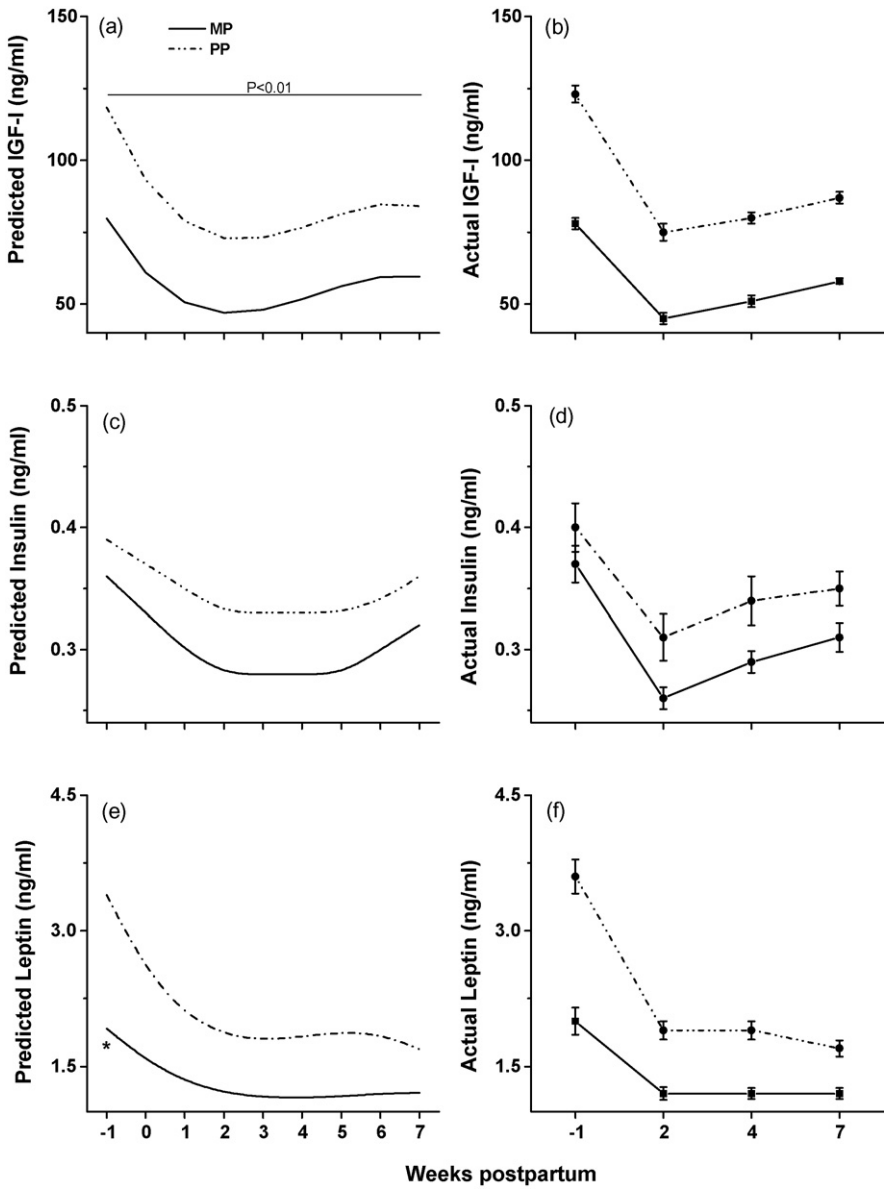 (a)
MP
PP
P<0.01
150
100
50
Predicted IGF-I (ng/ml)
(b)
150
100
50
Actual IGF-I (ng/ml)
(c)
0.5
0.4
0.3
Predicted Insulin (ng/ml)
(d)
0.5
0.4
0.3
Actual Insulin (ng/ml)
(e)
4.5
3.0
1.5
*
Predicted Leptin (ng/ml)
-1 0 1 2 3 4 5 6 7
(f)
4.5
3.0
1.5
Actual Leptin (ng/ml)
-1 2 4 7
Weeks postpartum